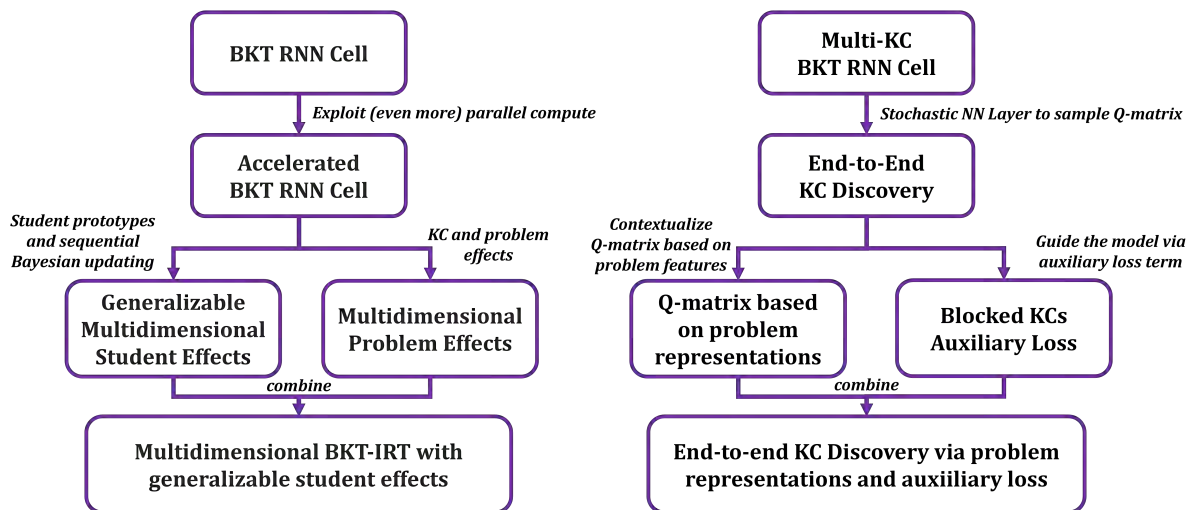 BKT RNN Cell
Exploit (even more) parallel compute
Accelerated
BKT RNN Cell
Student prototypes
and sequential
Bayesian updating
KC and problem
effects
Generalizable
Multidimensional
Student Effects
Multidimensional
Problem Effects
combine
Multidimensional BKT-IRT with
generalizable student effects
Multi-KC
BKT RNN Cell
Stochastic NN Layer to sample Q-matrix
End-to-End
KC Discovery
Contextualize
Q-matrix based on
problem features
Guide the model via
auxiliary loss term
Q-matrix based
on problem
representations
Blocked KCs
Auxiliary Loss
combine
End-to-end KC Discovery via problem
representations and auxiiliary loss